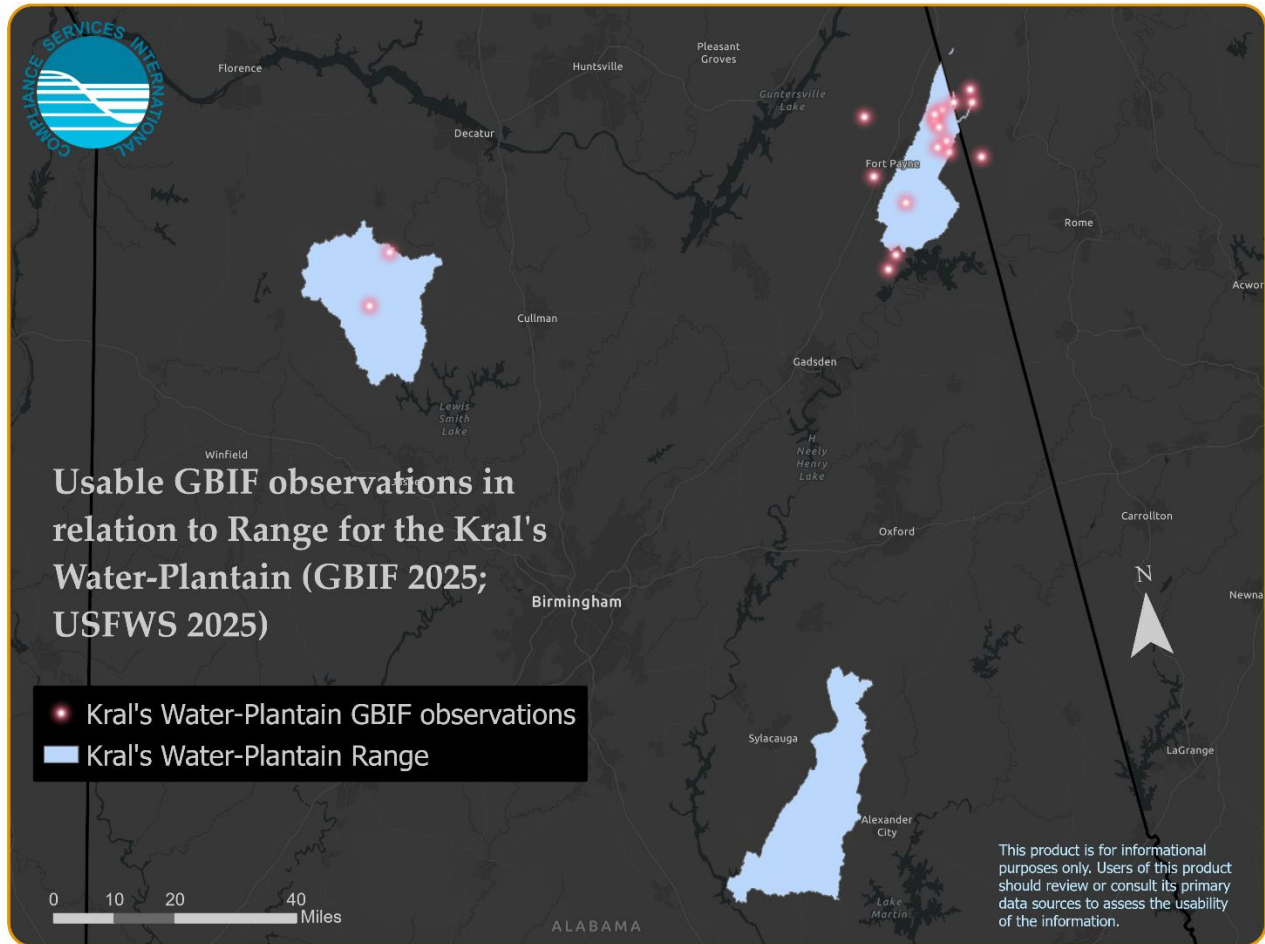 COMPLIANCE SERVICES INTERNATIONAL
Pleasant
Groves
Florence
Huntsville
Guntersville
Lake
Decatur
Fort Payne
Rome
Acwor
Cullman
Gadsden
Lewis
Smith
Lake
H
Neely
Henry
Lake
Winfield
Usable GBIF observations in
relation to Range for the Kral's
Water-Plantain (GBIF 2025;
USFWS 2025)
Carrollton
Oxford
N
Birmingham
Newna
Kral's Water-Plantain GBIF observations
Kral's Water-Plantain Range
Sylacauga
LaGrange
Alexander
City
This product is for informational
purposes only. Users of this product
should review or consult its primary
data sources to assess the usability
of the information.
0 10 20 40
Miles
Lake
Martin
ALABAMA